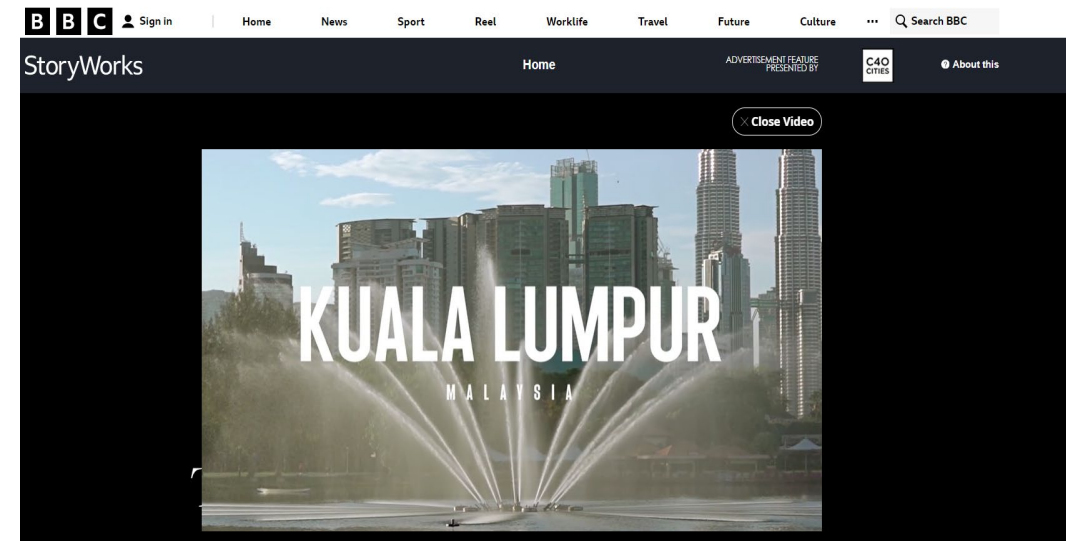 BBC Sign in Home News Sport Reel Worklife Travel Future Culture ... Search BBC
StoryWorks Home ADVERTISEMENT FEATURE PRESENTED BY C40 CITIES About this
Close Video
KUALA LUMPUR
MALAYSIA